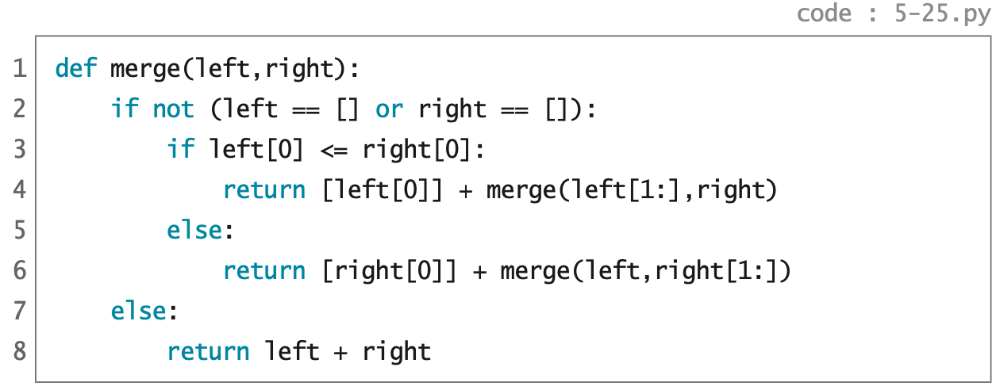 code : 5-25.py
1 def merge(left,right):
2     if not (left == [] or right == []):
3         if left[0] <= right[0]:
4             return [left[0]] + merge(left[1:],right)
5         else:
6             return [right[0]] + merge(left,right[1:])
7     else:
8         return left + right